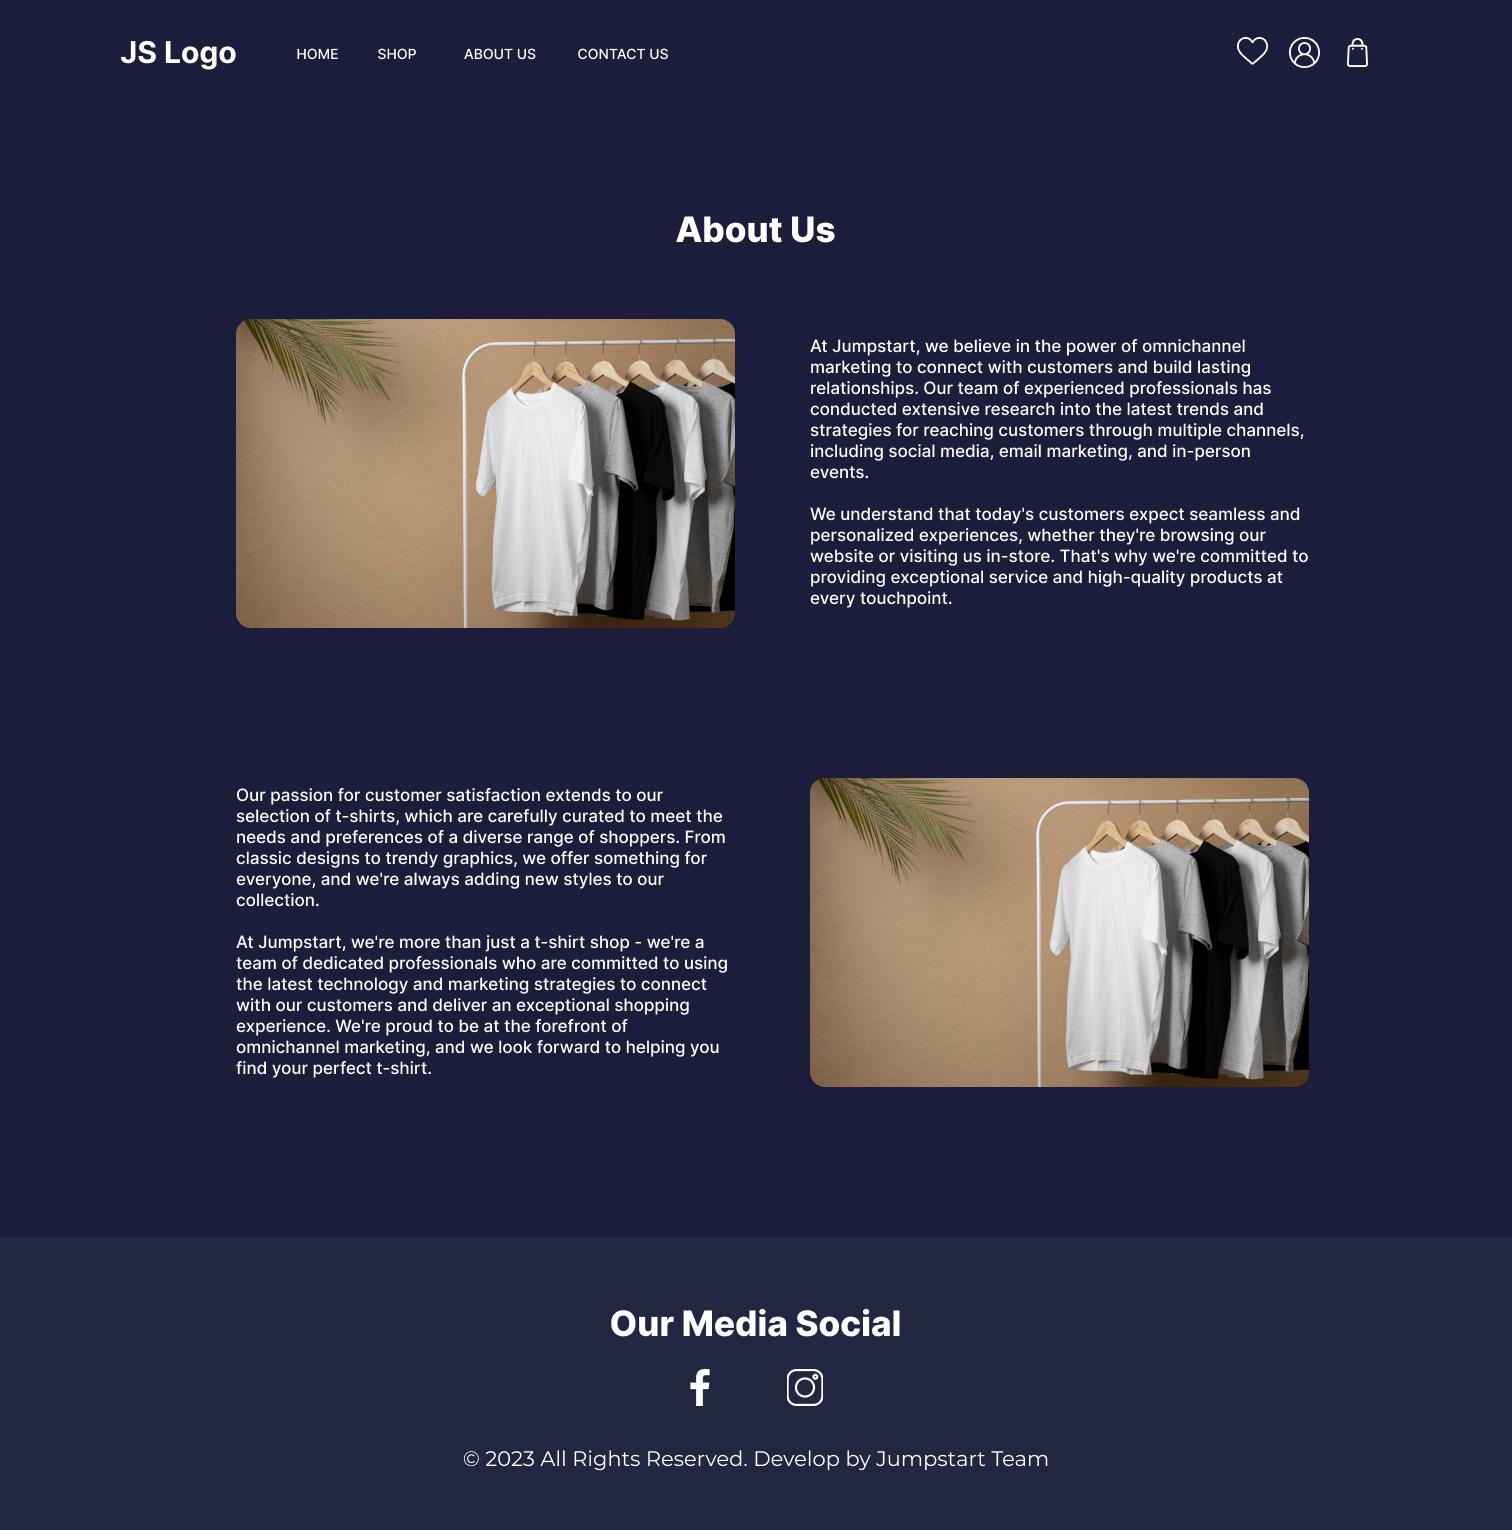 JS Logo
HOME
SHOP
ABOUT US
CONTACT US
About Us
At Jumpstart, we believe in the power of omnichannel
marketing to connect with customers and build lasting
relationships. Our team of experienced professionals has
conducted extensive research into the latest trends and
strategies for reaching customers through multiple channels,
including social media, email marketing, and in-person
events.
We understand that today's customers expect seamless and
personalized experiences, whether they're browsing our
website or visiting us in-store. That's why we're committed to
providing exceptional service and high-quality products at
every touchpoint.
Our passion for customer satisfaction extends to our
selection of t-shirts, which are carefully curated to meet the
needs and preferences of a diverse range of shoppers. From
classic designs to trendy graphics, we offer something for
everyone, and we're always adding new styles to our
collection.
At Jumpstart, we're more than just a t-shirt shop - we're a
team of dedicated professionals who are committed to using
the latest technology and marketing strategies to connect
with our customers and deliver an exceptional shopping
experience. We're proud to be at the forefront of
omnichannel marketing, and we look forward to helping you
find your perfect t-shirt.
Our Media Social
© 2023 All Rights Reserved. Develop by Jumpstart Team